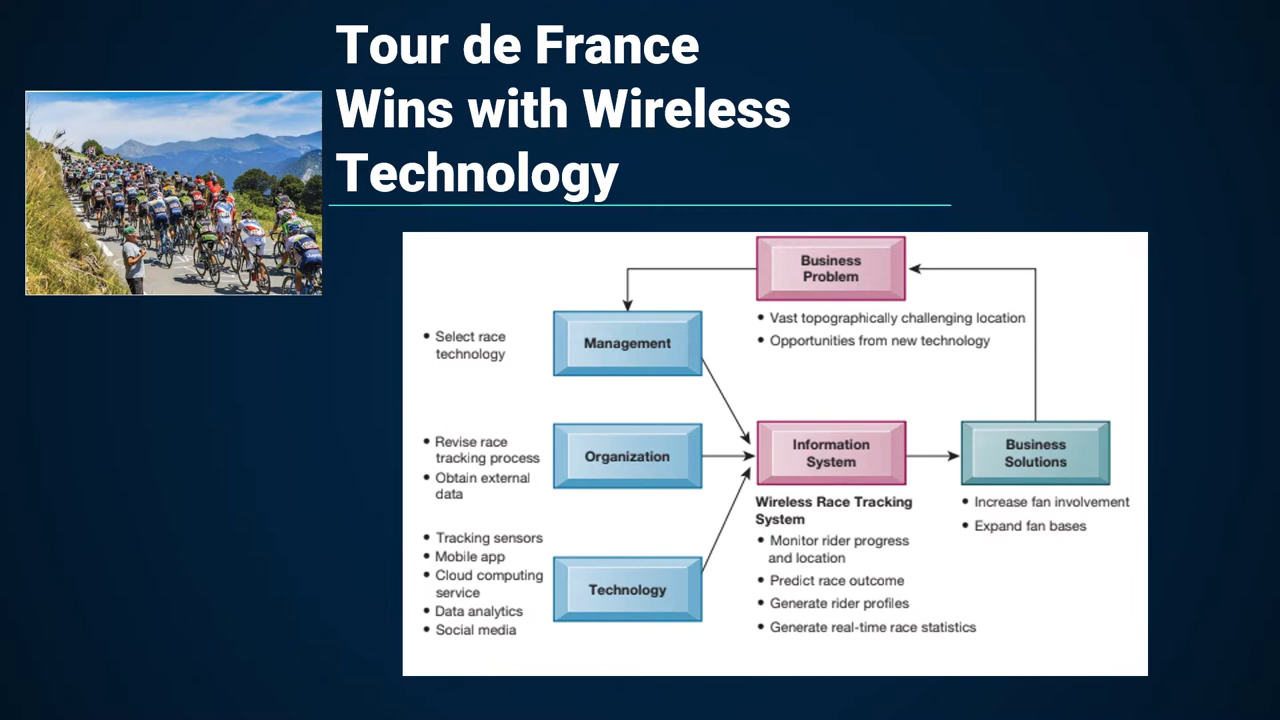 Tour de France
Wins with Wireless
Technology
Business
Problem
• Vast topographically challenging location
• Opportunities from new technology
• Select race
technology
Management
• Revise race
tracking process
• Obtain external
data
Organization
Information
System
Business
Solutions
Wireless Race Tracking
System
• Monitor rider progress
and location
• Predict race outcome
• Generate rider profiles
• Generate real-time race statistics
• Increase fan involvement
• Expand fan bases
• Tracking sensors
• Mobile app
• Cloud computing
service
• Data analytics
• Social media
Technology